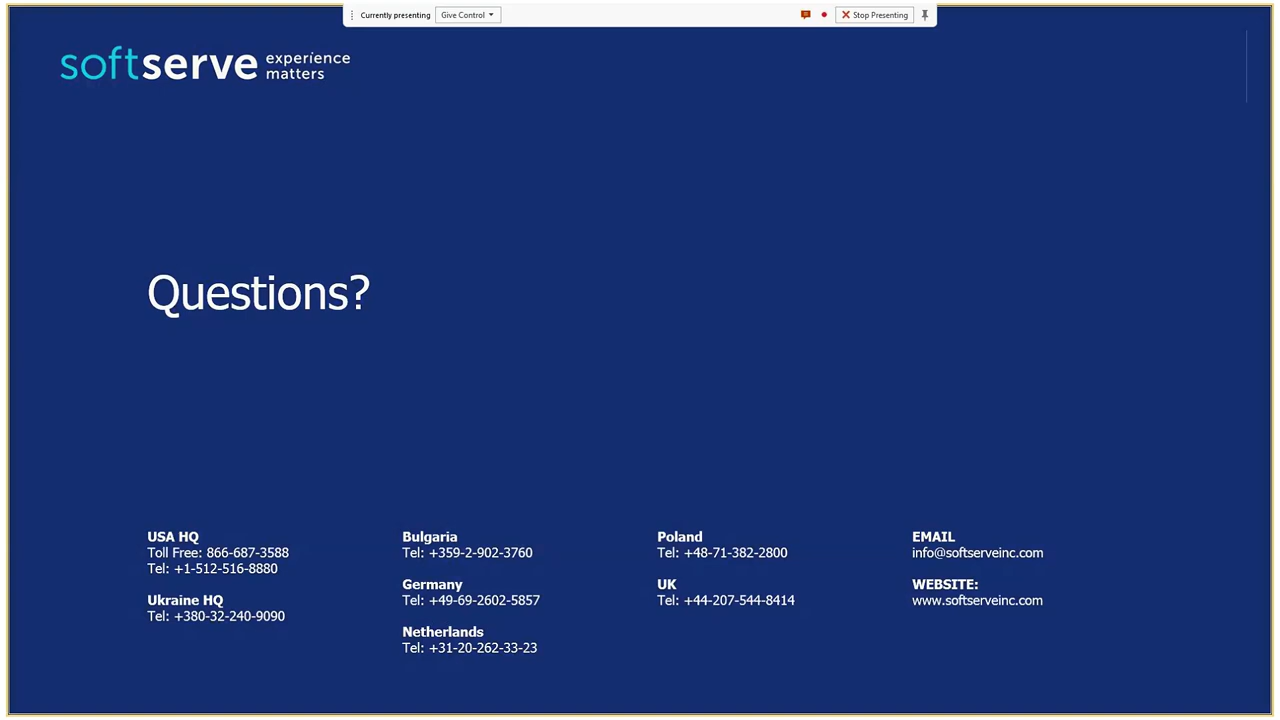 Currently presenting
Give Control
Stop Presenting
softserve experience
matters
Questions?
USA HQ
Toll Free: 866-687-3588
Tel: +1-512-516-8880
Ukraine HQ
Tel: +380-32-240-9090
Bulgaria
Tel: +359-2-902-3760
Germany
Tel: +49-69-2602-5857
Netherlands
Tel: +31-20-262-33-23
Poland
Tel: +48-71-382-2800
UK
Tel: +44-207-544-8414
EMAIL
info@softserveinc.com
WEBSITE:
www.softserveinc.com